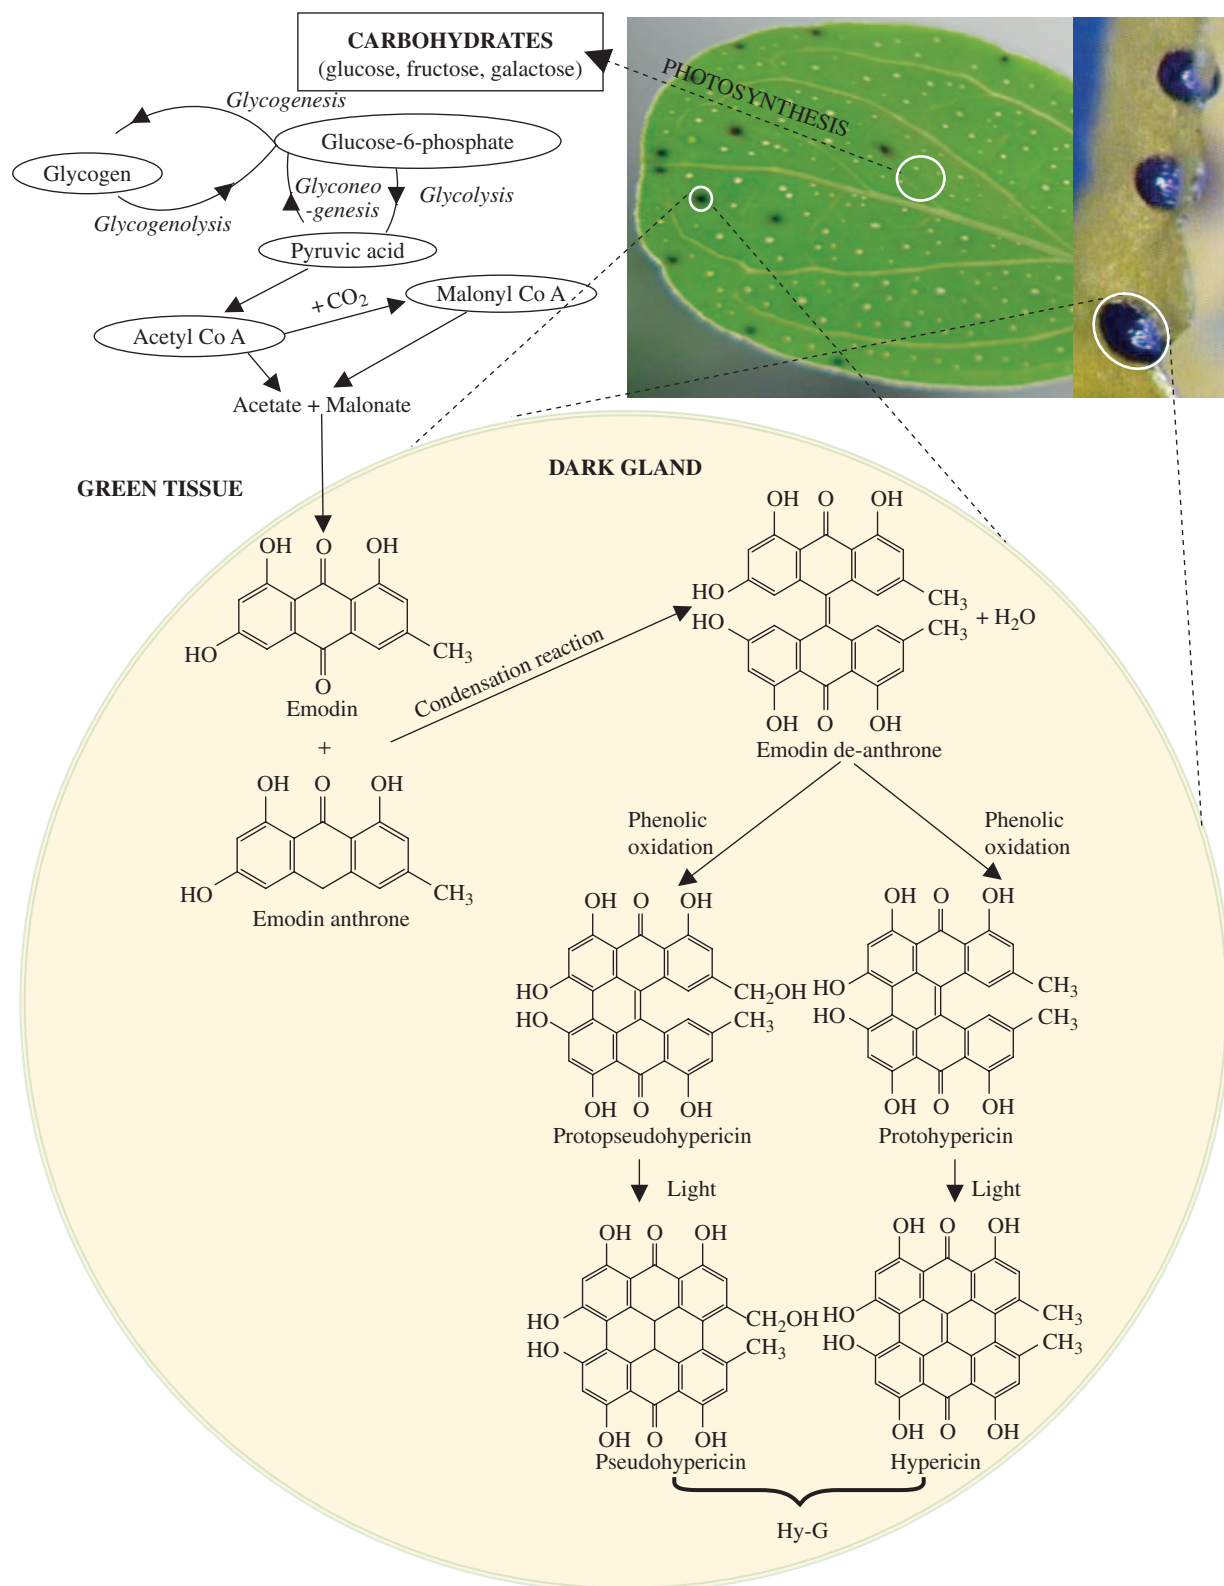 CARBOHYDRATES
(glucose, fructose, galactose)
PHOTOSYNTHESIS
Glycogenesis
Glucose-6-phosphate
Glycogen
Glyconeo
-genesis
Glycolysis
Glycogenolysis
Pyruvic acid
+ CO2
Malonyl Co A
Acetyl Co A
Acetate + Malonate
GREEN TISSUE
DARK GLAND
OH O OH
HO
CH3
O
Emodin
+
OH O OH
HO
CH3
Emodin anthrone
Condensation reaction
OH O OH
HO
CH3
HO
CH3
+ H2O
OH O OH
Emodin de-anthrone
Phenolic
oxidation
Phenolic
oxidation
OH O OH
HO
CH2OH
HO
CH3
OH O OH
Protopseudohypericin
OH O OH
HO
CH3
HO
CH3
OH O OH
Protohypericin
Light
Light
OH O OH
HO
CH2OH
HO
CH3
OH O OH
Pseudohypericin
OH O OH
HO
CH3
HO
CH3
OH O OH
Hypericin
Hy-G